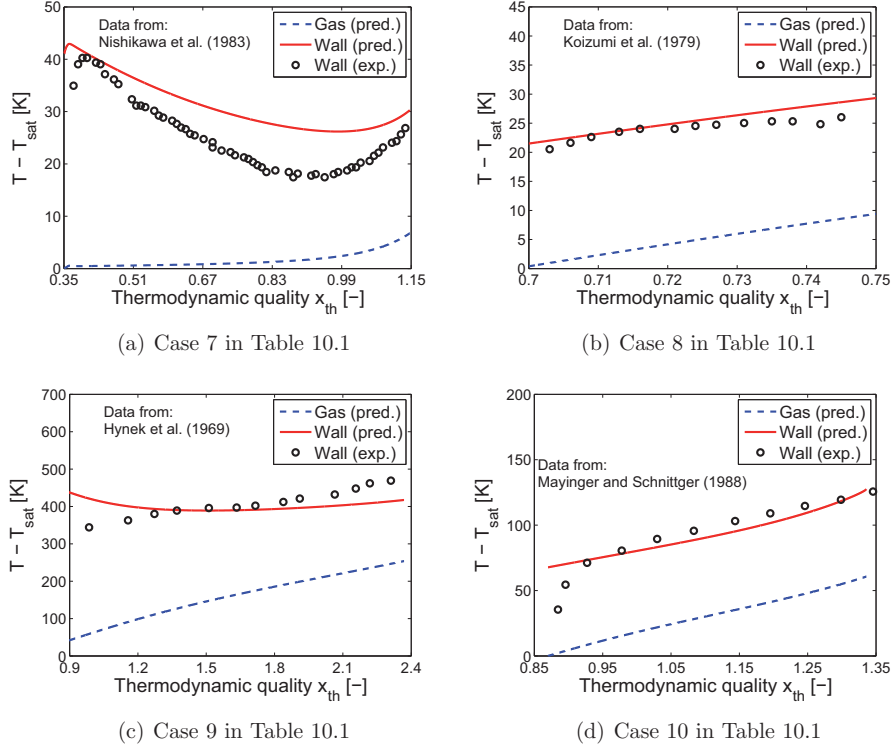 45
40
35
30
25
20
15
10
5
0
0.7
0.71
0.72
0.73
0.74
0.75
50
40
30
20
10
0
0.35
0.51
0.67
0.83
0.99
1.15
T − T_sat [K]
Thermodynamic quality x_th [−]
Data from:
Nishikawa et al. (1983)
Gas (pred.)
Wall (pred.)
Wall (exp.)
(a) Case 7 in Table 10.1
T − T_sat [K]
Thermodynamic quality x_th [−]
Data from:
Koizumi et al. (1979)
Gas (pred.)
Wall (pred.)
Wall (exp.)
(b) Case 8 in Table 10.1
700
600
500
400
300
200
100
0
0.9
1.2
1.5
1.8
2.1
2.4
T − T_sat [K]
Thermodynamic quality x_th [−]
Data from:
Hynek et al. (1969)
Gas (pred.)
Wall (pred.)
Wall (exp.)
(c) Case 9 in Table 10.1
200
150
100
50
0
0.85
0.95
1.05
1.15
1.25
1.35
T − T_sat [K]
Thermodynamic quality x_th [−]
Data from:
Mayinger and Schnittger (1988)
Gas (pred.)
Wall (pred.)
Wall (exp.)
(d) Case 10 in Table 10.1